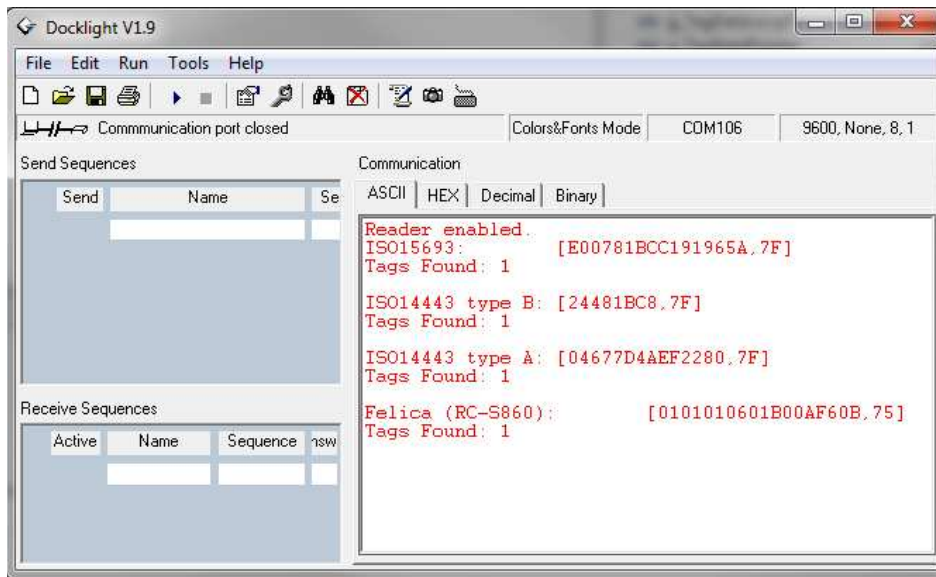 Docklight V1.9
File Edit Run Tools Help
Commmunication port closed Colors&Fonts Mode COM106 9600, None, 8, 1
Send Sequences
Send Name Se
Communication
ASCII HEX Decimal Binary
Reader enabled.
ISO15693: [E00781BCC191965A,7F]
Tags Found: 1
ISO14443 type B: [24481BC8,7F]
Tags Found: 1
ISO14443 type A: [04677D4AEF2280,7F]
Tags Found: 1
Felica (RC-S860): [0101010601B00AF60B,75]
Tags Found: 1
Receive Sequences
Active Name Sequence nsw